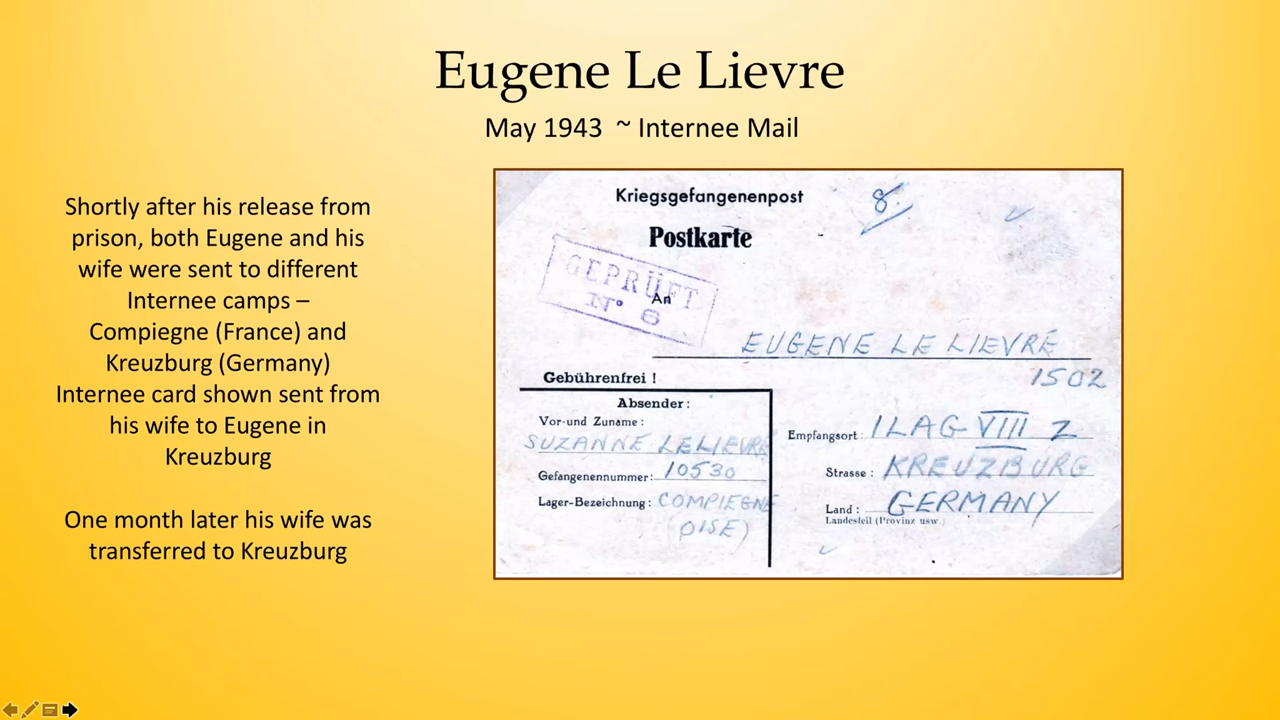 Eugene Le Lievre
May 1943 ~ Internee Mail
Shortly after his release from
prison, both Eugene and his
wife were sent to different
Internee camps –
Compiegne (France) and
Kreuzburg (Germany)
Internee card shown sent from
his wife to Eugene in
Kreuzburg
One month later his wife was
transferred to Kreuzburg
Kriegsgefangenenpost
8.
Postkarte
GEPRÜFT
N° 6
An
EUGENE LE LIEVRE
1502
Gebührenfrei !
Absender :
Vor-und Zuname :
SUZANNE LELIEVRE
Gefangenennummer : 10530
Lager-Bezeichnung : COMPIEGNE
OISE)
Empfangsort : ILAG VIII Z
Strasse : KREUZBURG
Land : GERMANY
Landesteil (Provinz usw.)